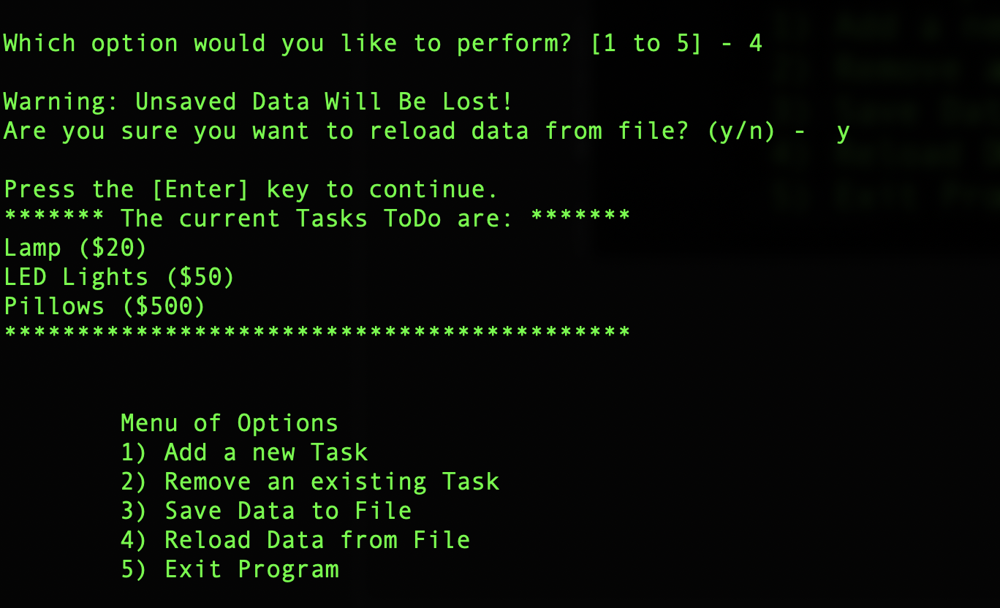 Which option would you like to perform? [1 to 5] - 4
Warning: Unsaved Data Will Be Lost!
Are you sure you want to reload data from file? (y/n) -  y
Press the [Enter] key to continue.
******* The current Tasks ToDo are: *******
Lamp ($20)
LED Lights ($50)
Pillows ($500)
*******************************************
Menu of Options
1) Add a new Task
2) Remove an existing Task
3) Save Data to File
4) Reload Data from File
5) Exit Program